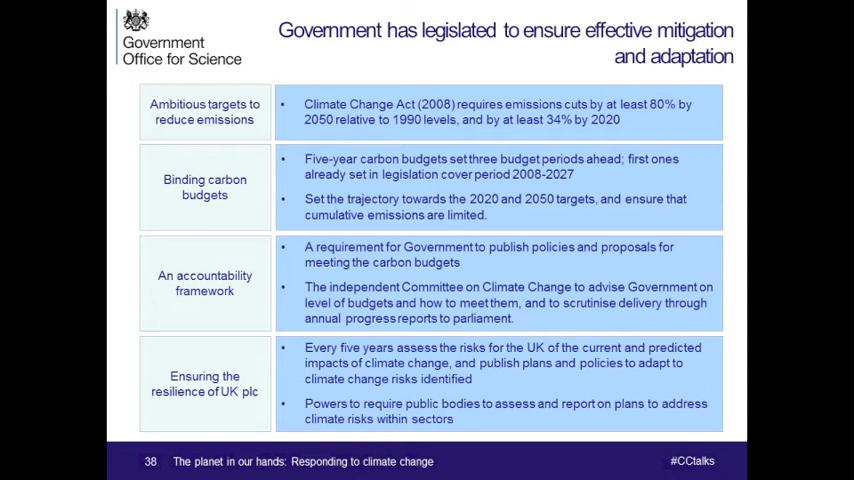 Government
Office for Science
Government has legislated to ensure effective mitigation
and adaptation
Ambitious targets to
reduce emissions
• Climate Change Act (2008) requires emissions cuts by at least 80% by
2050 relative to 1990 levels, and by at least 34% by 2020
Binding carbon
budgets
• Five-year carbon budgets set three budget periods ahead; first ones
already set in legislation cover period 2008-2027
• Set the trajectory towards the 2020 and 2050 targets, and ensure that
cumulative emissions are limited.
An accountability
framework
• A requirement for Government to publish policies and proposals for
meeting the carbon budgets
• The independent Committee on Climate Change to advise Government on
level of budgets and how to meet them, and to scrutinise delivery through
annual progress reports to parliament.
Ensuring the
resilience of UK plc
• Every five years assess the risks for the UK of the current and predicted
impacts of climate change, and publish plans and policies to adapt to
climate change risks identified
• Powers to require public bodies to assess and report on plans to address
climate risks within sectors
38 The planet in our hands: Responding to climate change
#CCtalks